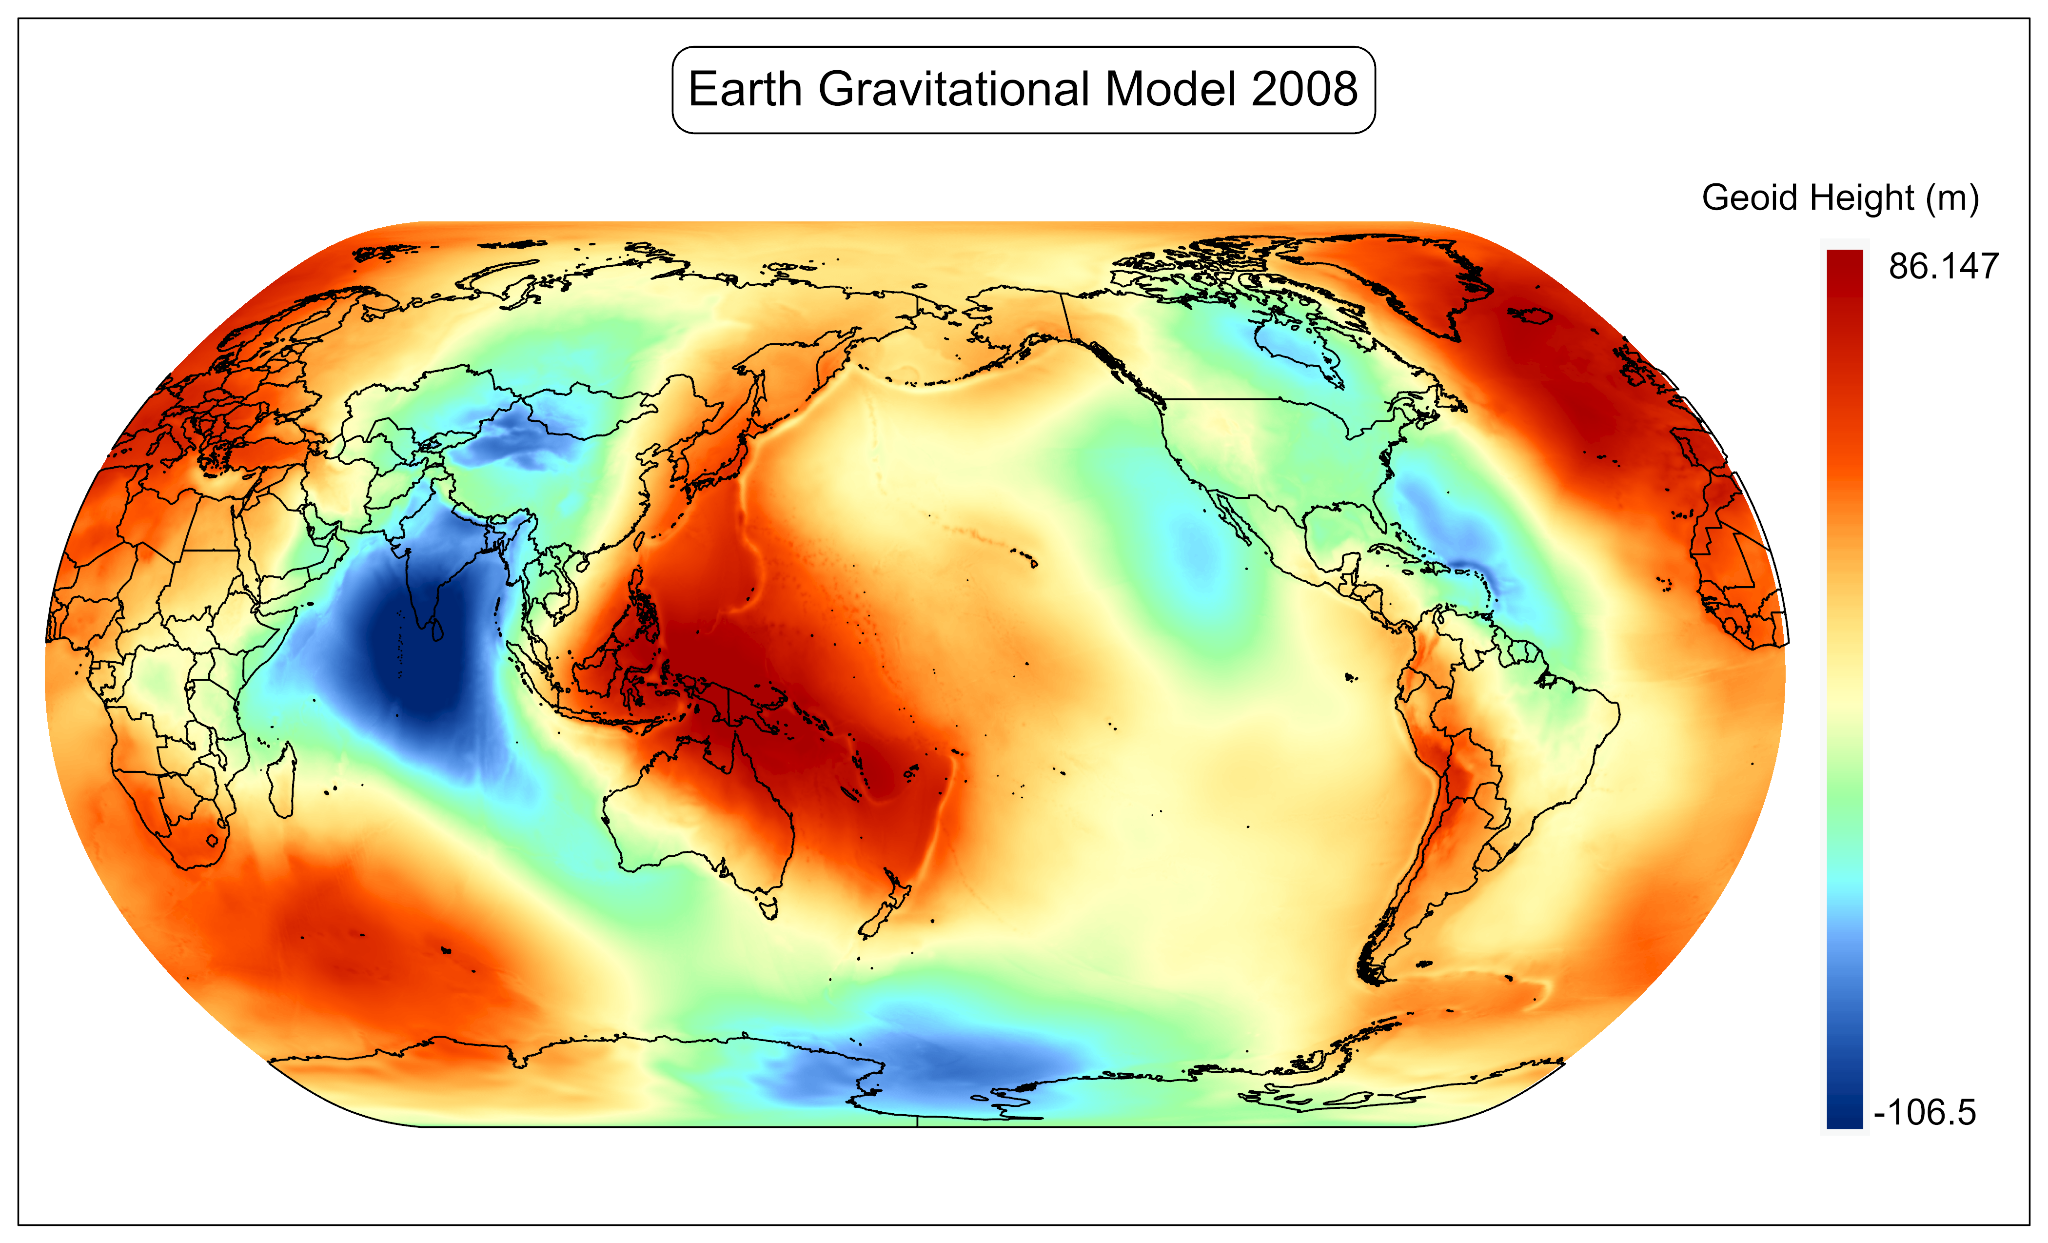 Earth Gravitational Model 2008
Geoid Height (m)
86.147
-106.5